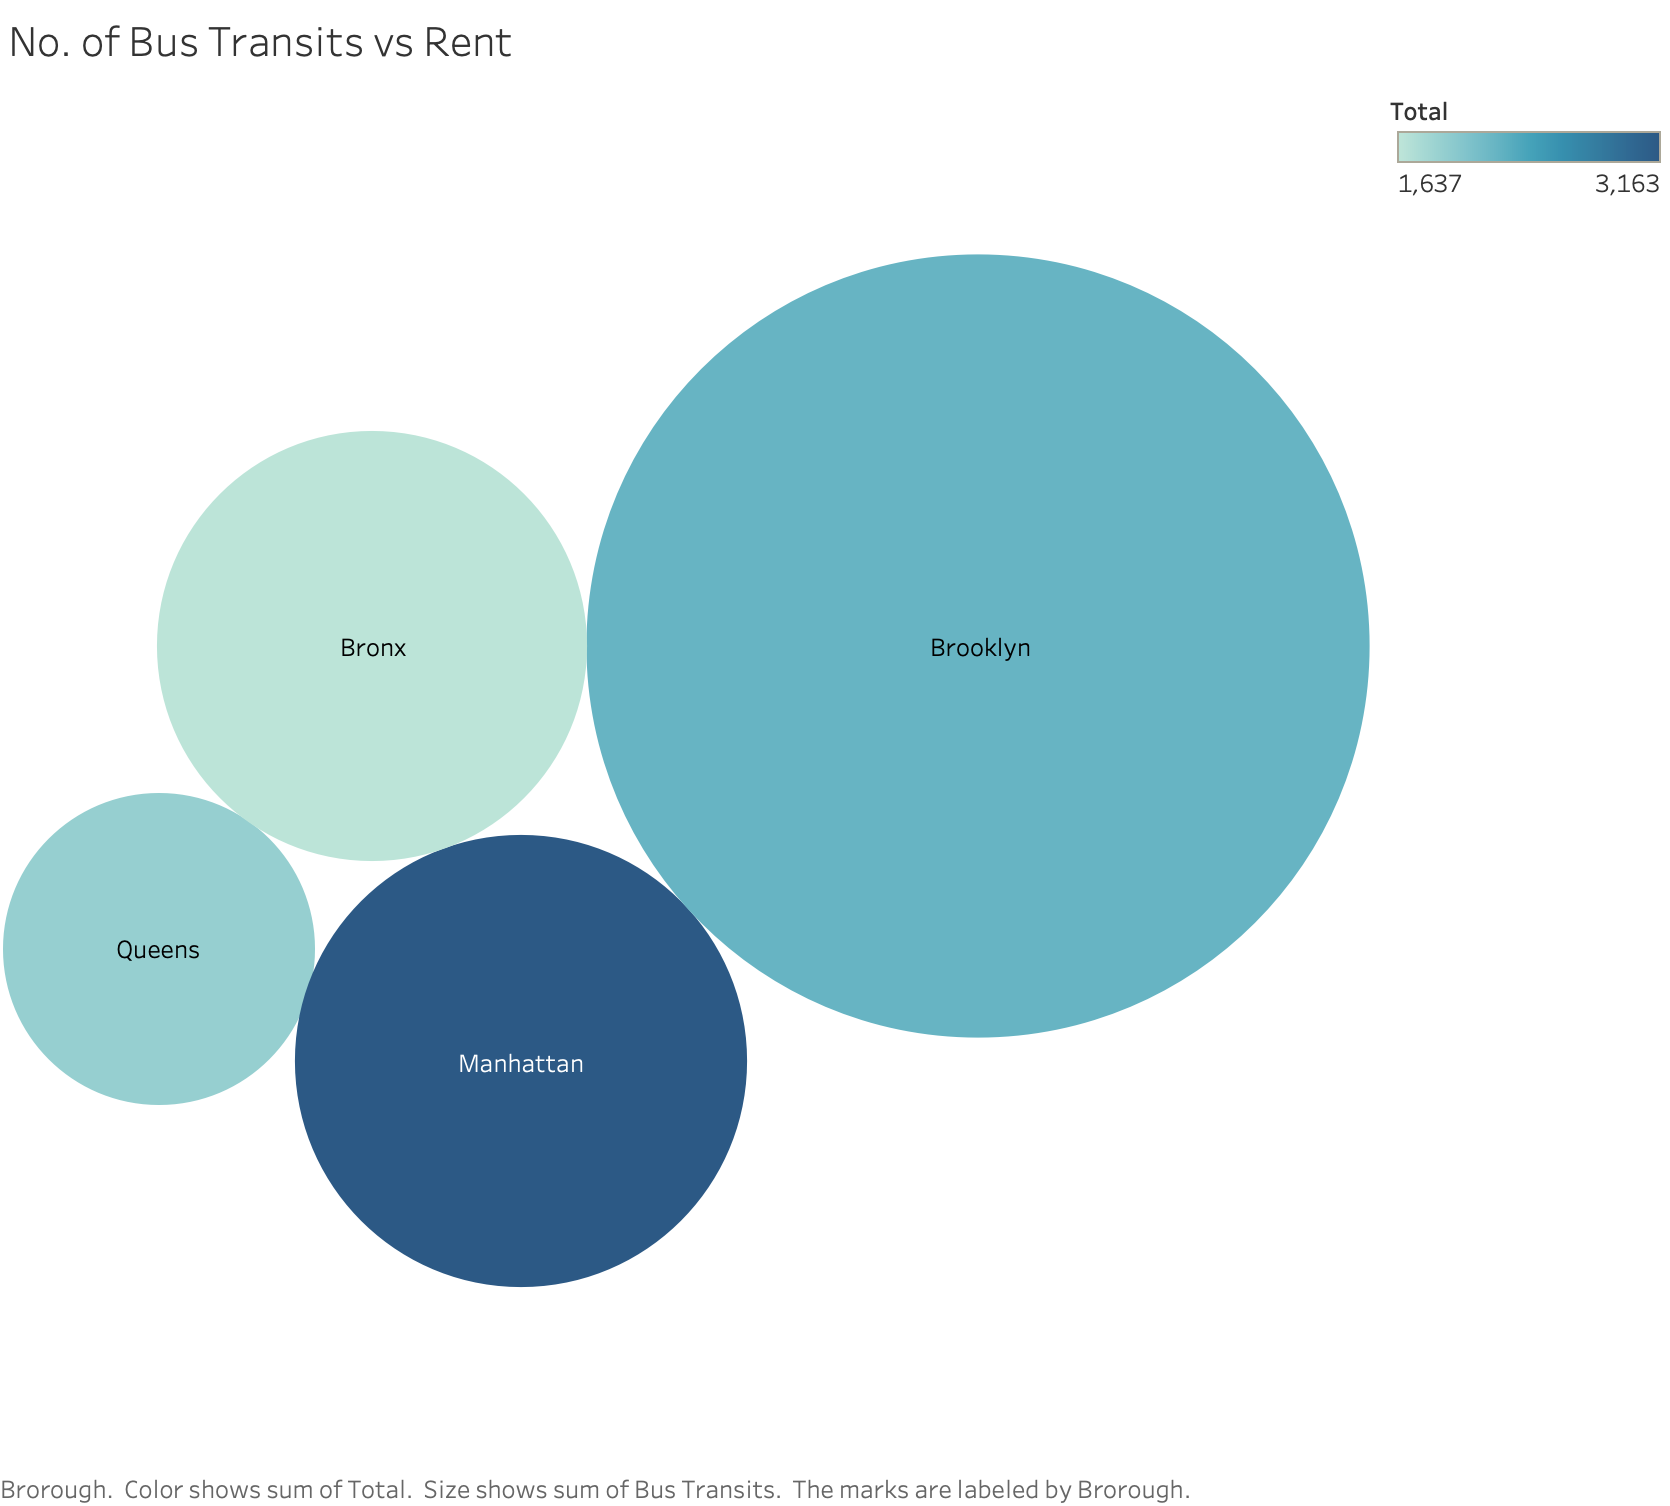 No. of Bus Transits vs Rent
Total
1,637 3,163
Bronx
Brooklyn
Queens
Manhattan
Brorough. Color shows sum of Total. Size shows sum of Bus Transits. The marks are labeled by Brorough.